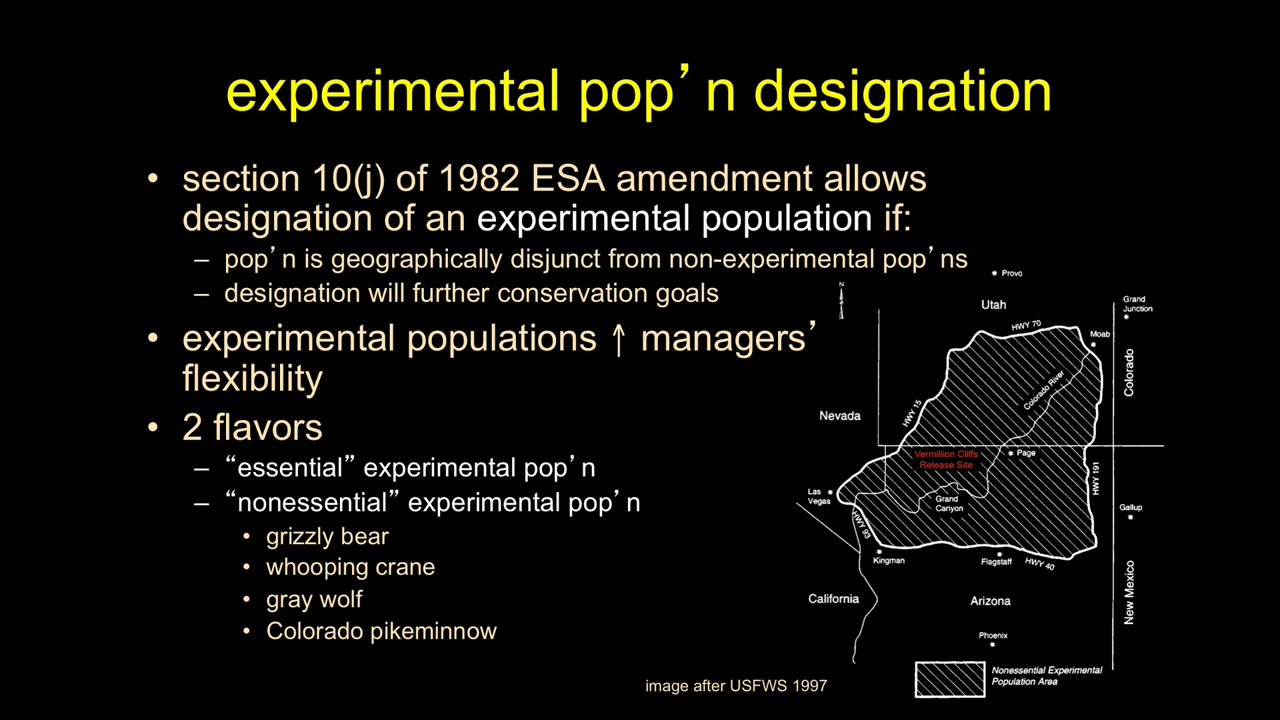 experimental pop’n designation
• section 10(j) of 1982 ESA amendment allows
designation of an experimental population if:
– pop’n is geographically disjunct from non-experimental pop’ns
– designation will further conservation goals
• experimental populations ↑ managers’
flexibility
• 2 flavors
– “essential” experimental pop’n
– “nonessential” experimental pop’n
• grizzly bear
• whooping crane
• gray wolf
• Colorado pikeminnow
image after USFWS 1997
Provo
N
Utah
Grand
Junction
HWY 70
Moab
Colorado
Colorado River
HWY 15
Nevada
Vermillion Cliffs
Release Site
Page
HWY 191
Las
Vegas
Grand
Canyon
Gallup
HWY 93
Kingman
Flagstaff
HWY 40
California
Arizona
New Mexico
Phoenix
Nonessential Experimental
Population Area